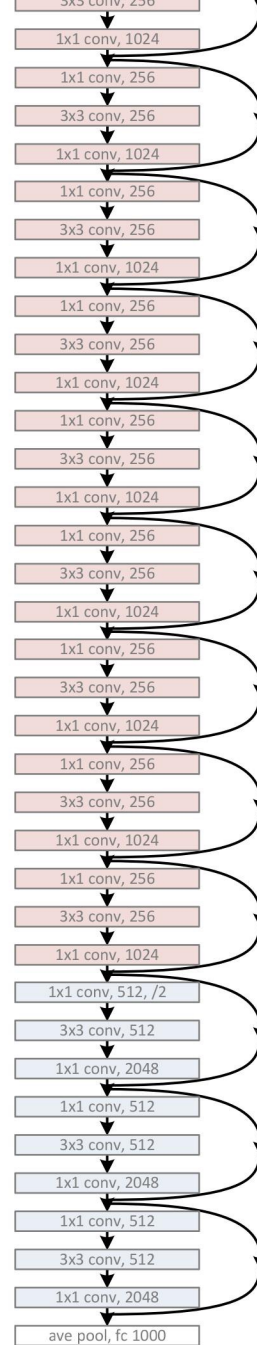 3x3 conv, 256
1x1 conv, 1024
1x1 conv, 256
3x3 conv, 256
1x1 conv, 1024
1x1 conv, 256
3x3 conv, 256
1x1 conv, 1024
1x1 conv, 256
3x3 conv, 256
1x1 conv, 1024
1x1 conv, 256
3x3 conv, 256
1x1 conv, 1024
1x1 conv, 256
3x3 conv, 256
1x1 conv, 1024
1x1 conv, 256
3x3 conv, 256
1x1 conv, 1024
1x1 conv, 256
3x3 conv, 256
1x1 conv, 1024
1x1 conv, 256
3x3 conv, 256
1x1 conv, 1024
1x1 conv, 512, /2
3x3 conv, 512
1x1 conv, 2048
1x1 conv, 512
3x3 conv, 512
1x1 conv, 2048
1x1 conv, 512
3x3 conv, 512
1x1 conv, 2048
ave pool, fc 1000